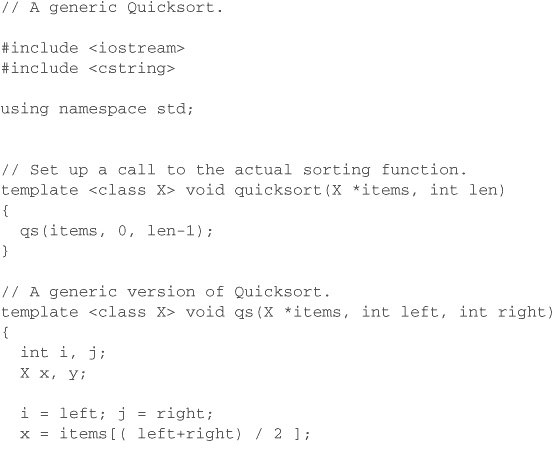 // A generic Quicksort.

#include <iostream>
#include <cstring>

using namespace std;


// Set up a call to the actual sorting function.
template <class X> void quicksort(X *items, int len)
{
  qs(items, 0, len-1);
}

// A generic version of Quicksort.
template <class X> void qs(X *items, int left, int right)
{
  int i, j;
  X x, y;

  i = left; j = right;
  x = items[( left+right) / 2 ];